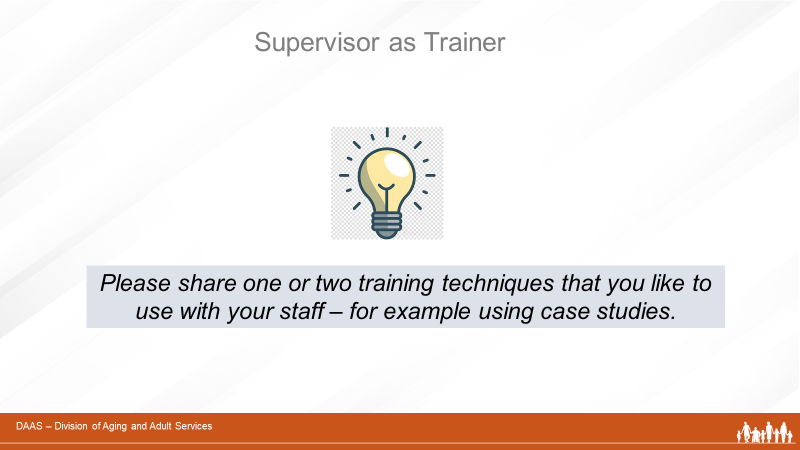 Supervisor as Trainer
Please share one or two training techniques that you like to
use with your staff – for example using case studies.
DAAS – Division of Aging and Adult Services